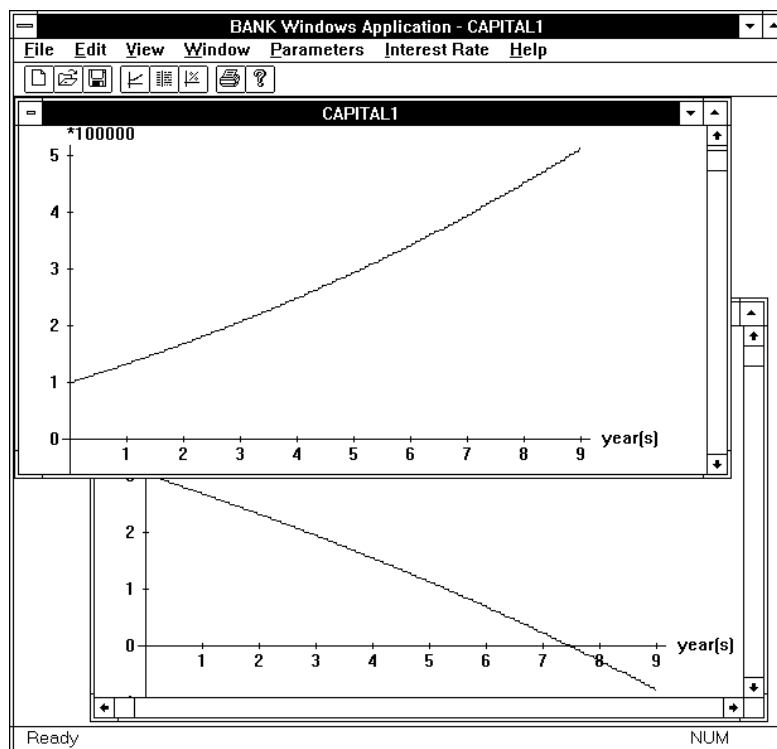 BANK Windows Application - CAPITAL1
File Edit View Window Parameters Interest Rate Help
CAPITAL1
*100000
5
4
3
2
1
0
1 2 3 4 5 6 7 8 9 year(s)
2
1
0
1 2 3 4 5 6 7 8 9 year(s)
Ready NUM